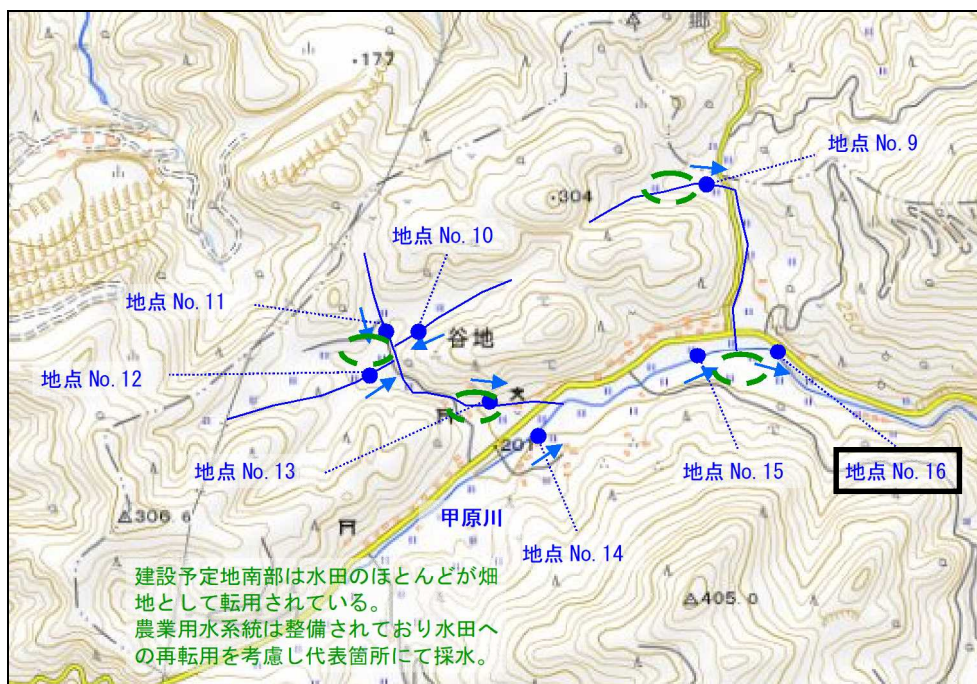 本 郷
・177
地点 No. 9
・304
地点 No. 10
地点 No. 11
谷地
地点 No. 12
大
・201
地点 No. 13
地点 No. 15
地点 No. 16
△306. 6
甲原川
地点 No. 14
建設予定地南部は水田のほとんどが畑
地として転用されている。
農業用水系統は整備されており水田へ
の再転用を考慮し代表箇所にて採水。
△405. 0